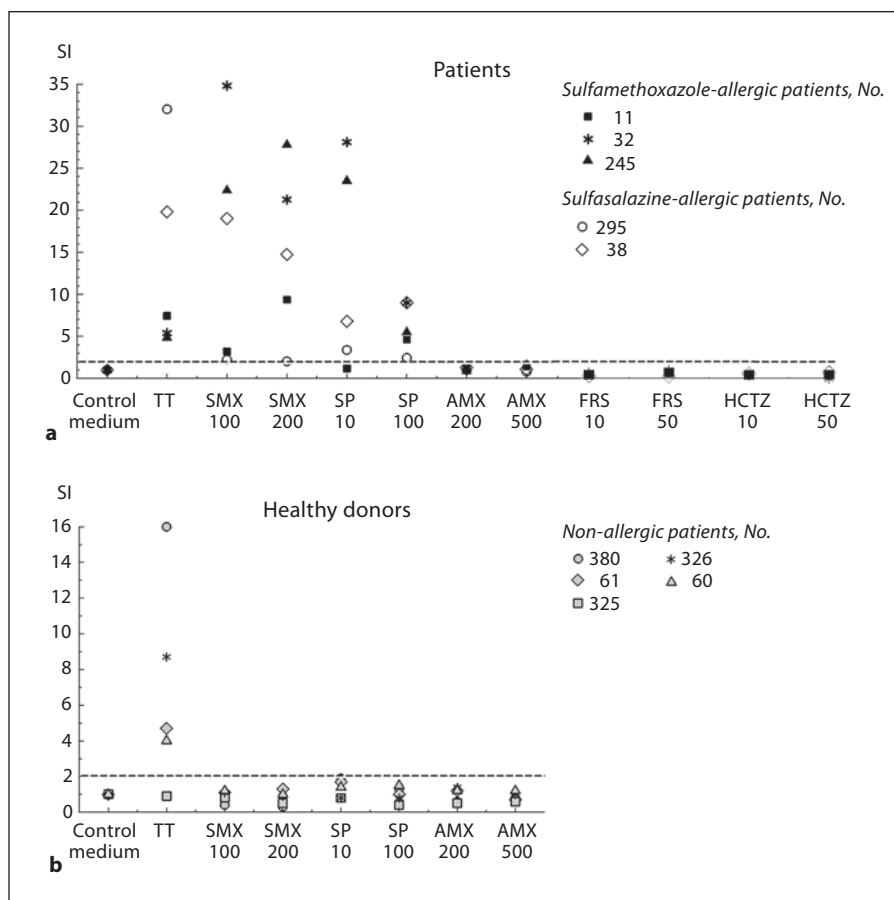 SI
Patients
35
30
25
20
15
10
5
0
Sulfamethoxazole-allergic patients, No.
11
32
245
Sulfasalazine-allergic patients, No.
295
38
Control TT SMX SMX SP SP AMX AMX FRS FRS HCTZ HCTZ
medium 100 200 10 100 200 500 10 50 10 50
a
SI
Healthy donors
16
14
12
10
8
6
4
2
0
Non-allergic patients, No.
380 326
61 60
325
Control TT SMX SMX SP SP AMX AMX
medium 100 200 10 100 200 500
b